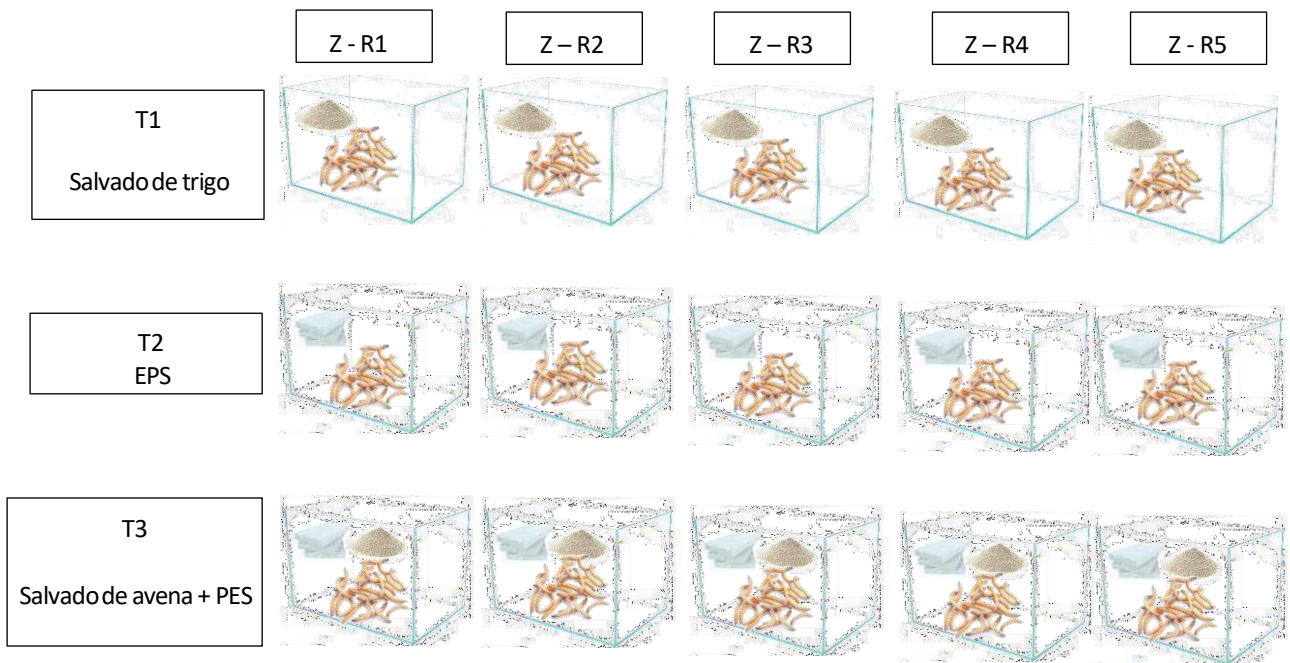 Z - R1
Z – R2
Z – R3
Z – R4
Z - R5
T1
Salvado de trigo
T2
EPS
T3
Salvado de avena + PES